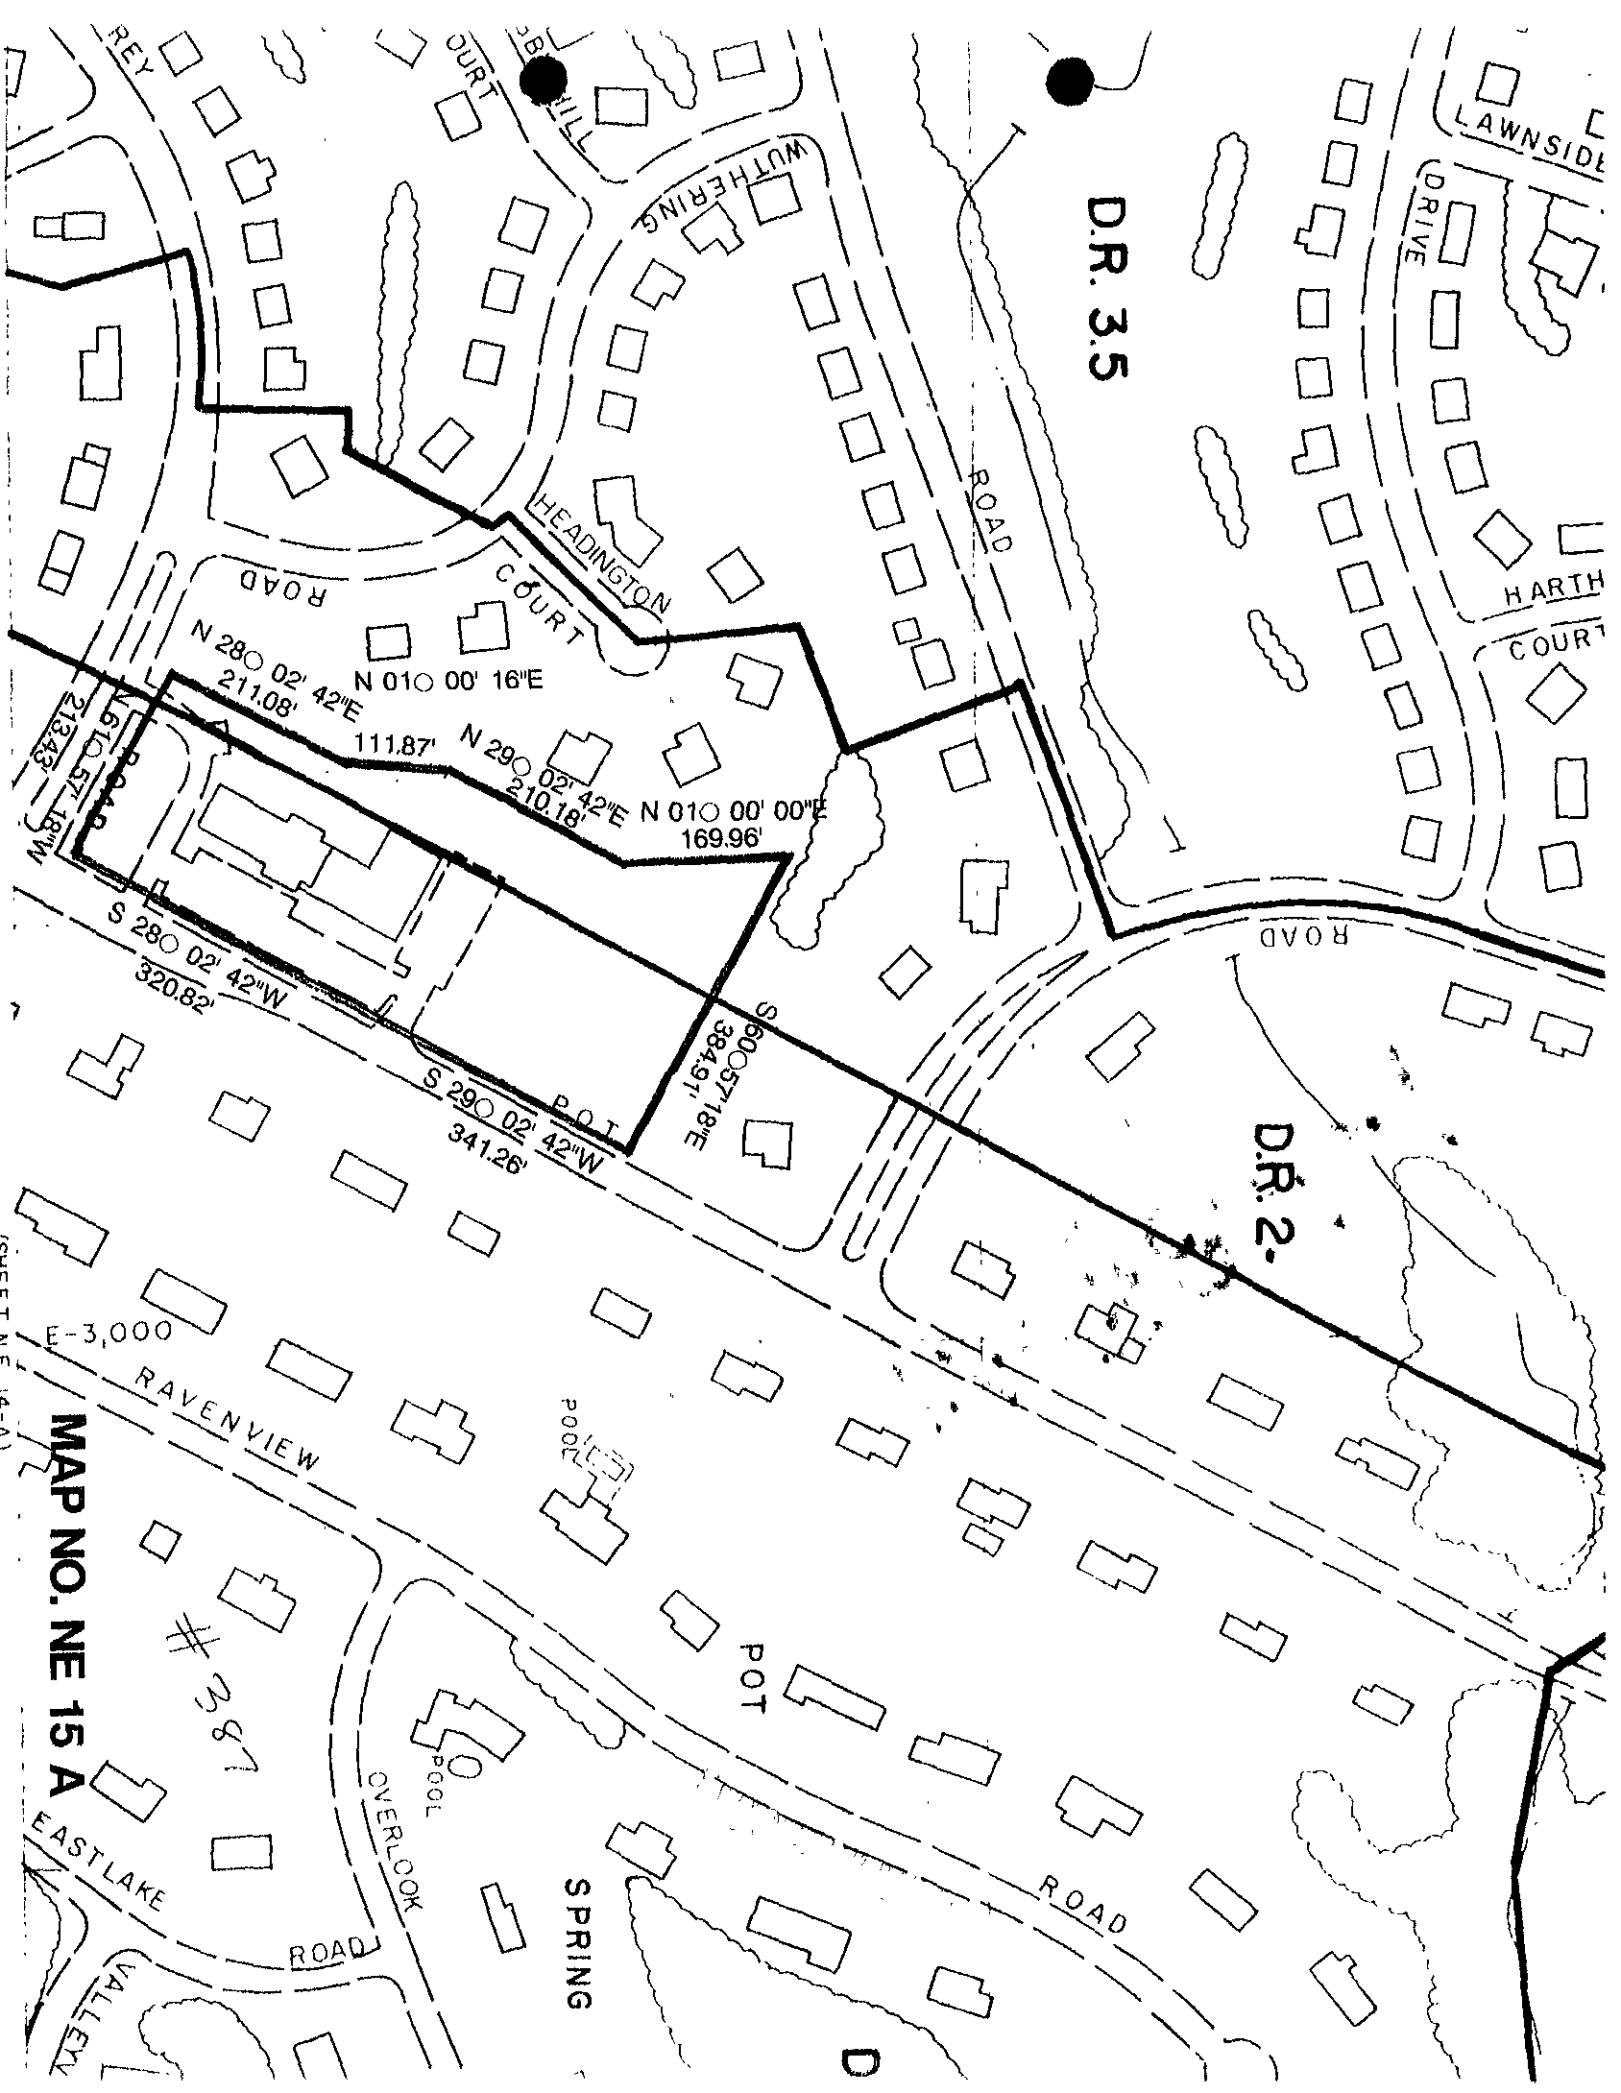 REY
OURT
HILL
WUTHERING
LAWNSIDE
DRIVE
D.R. 3.5
ROAD
HEADINGTON
COURT
HARTH
COURT
ROAD
N 28○ 02' 42"E
211.08'
N 01○ 00' 16"E
111.87'
N 29○ 02' 42"E
210.18'
N 01○ 00' 00"E
169.96'
N 61○ 57' 18"W
213.43'
ROAD
S 28○ 02' 42"W
320.82'
S 60○57'18"E
384.91'
S 29○ 02' 42"W
341.26'
POT
ROAD
D.R. 2
E-3,000
RAVENVIEW
MAP NO. NE 15 A
#387
POOL
POT
POOL
OVERLOOK
EASTLAKE
ROAD
VALLEYV
SPRING
ROAD
D